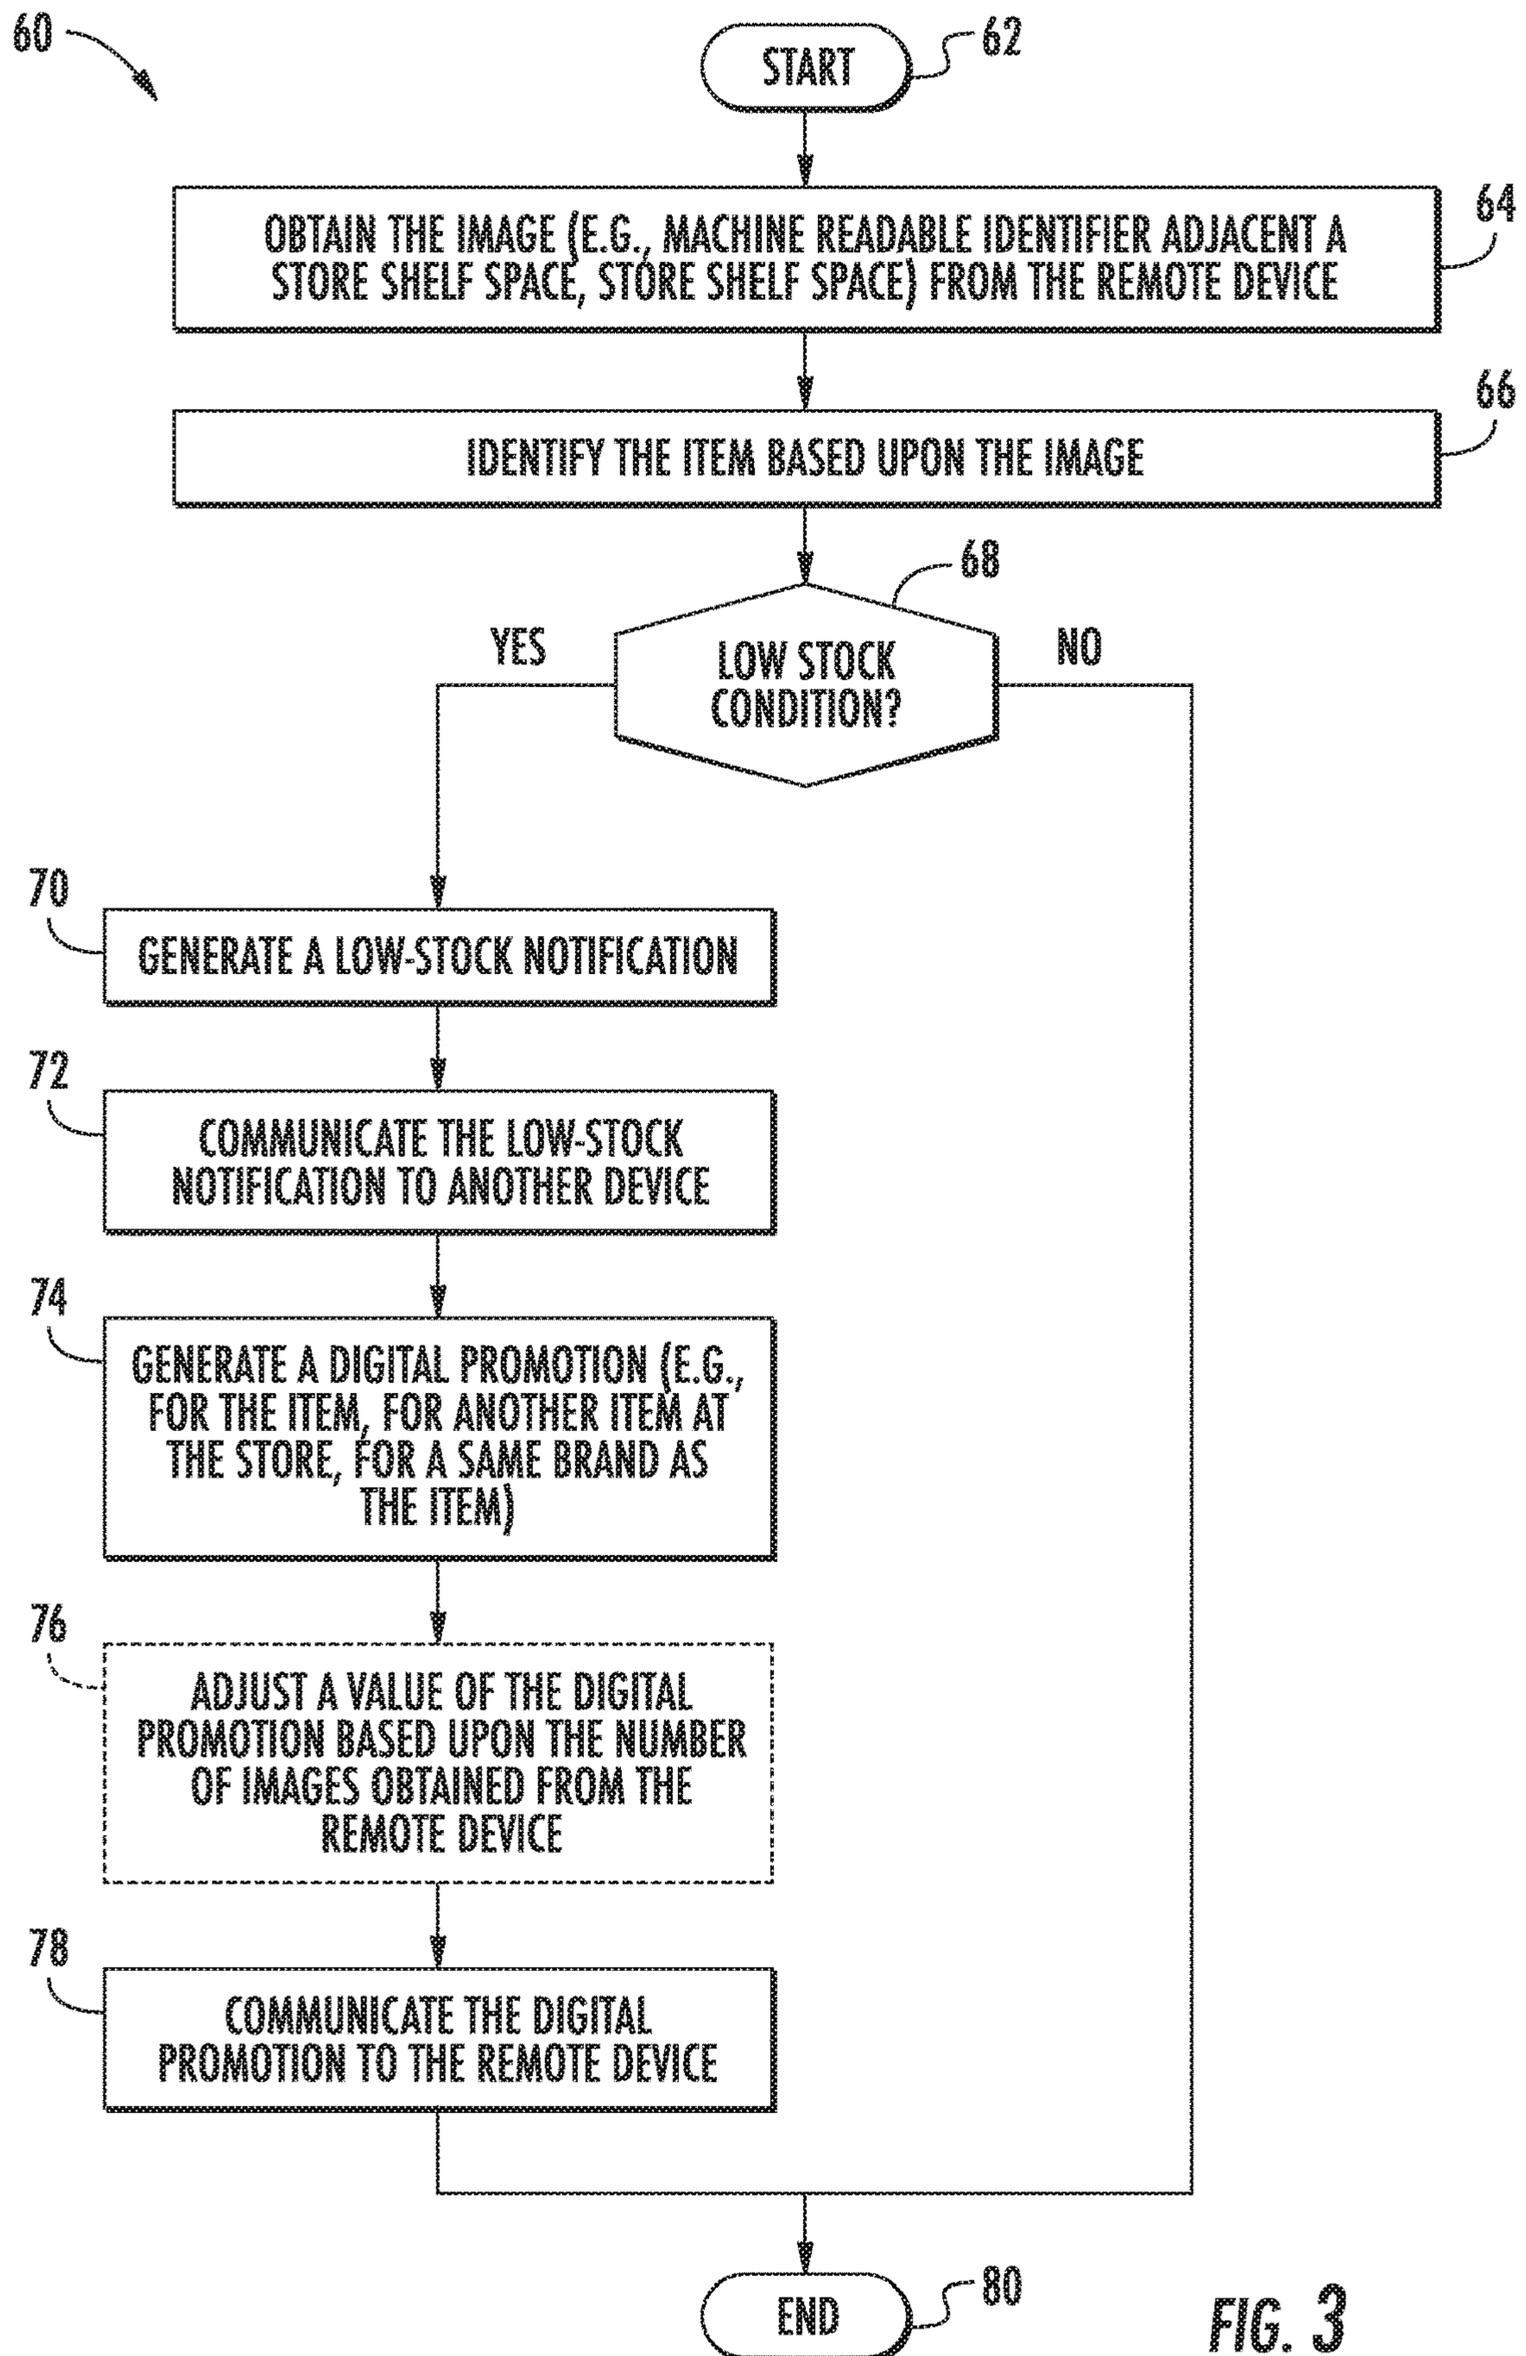 60
START
62
OBTAIN THE IMAGE (E.G., MACHINE READABLE IDENTIFIER ADJACENT A
STORE SHELF SPACE, STORE SHELF SPACE) FROM THE REMOTE DEVICE
64
IDENTIFY THE ITEM BASED UPON THE IMAGE
66
68
YES
LOW STOCK
CONDITION?
NO
70
GENERATE A LOW-STOCK NOTIFICATION
72
COMMUNICATE THE LOW-STOCK
NOTIFICATION TO ANOTHER DEVICE
74
GENERATE A DIGITAL PROMOTION (E.G.,
FOR THE ITEM, FOR ANOTHER ITEM AT
THE STORE, FOR A SAME BRAND AS
THE ITEM)
76
ADJUST A VALUE OF THE DIGITAL
PROMOTION BASED UPON THE NUMBER
OF IMAGES OBTAINED FROM THE
REMOTE DEVICE
78
COMMUNICATE THE DIGITAL
PROMOTION TO THE REMOTE DEVICE
END
80
FIG. 3